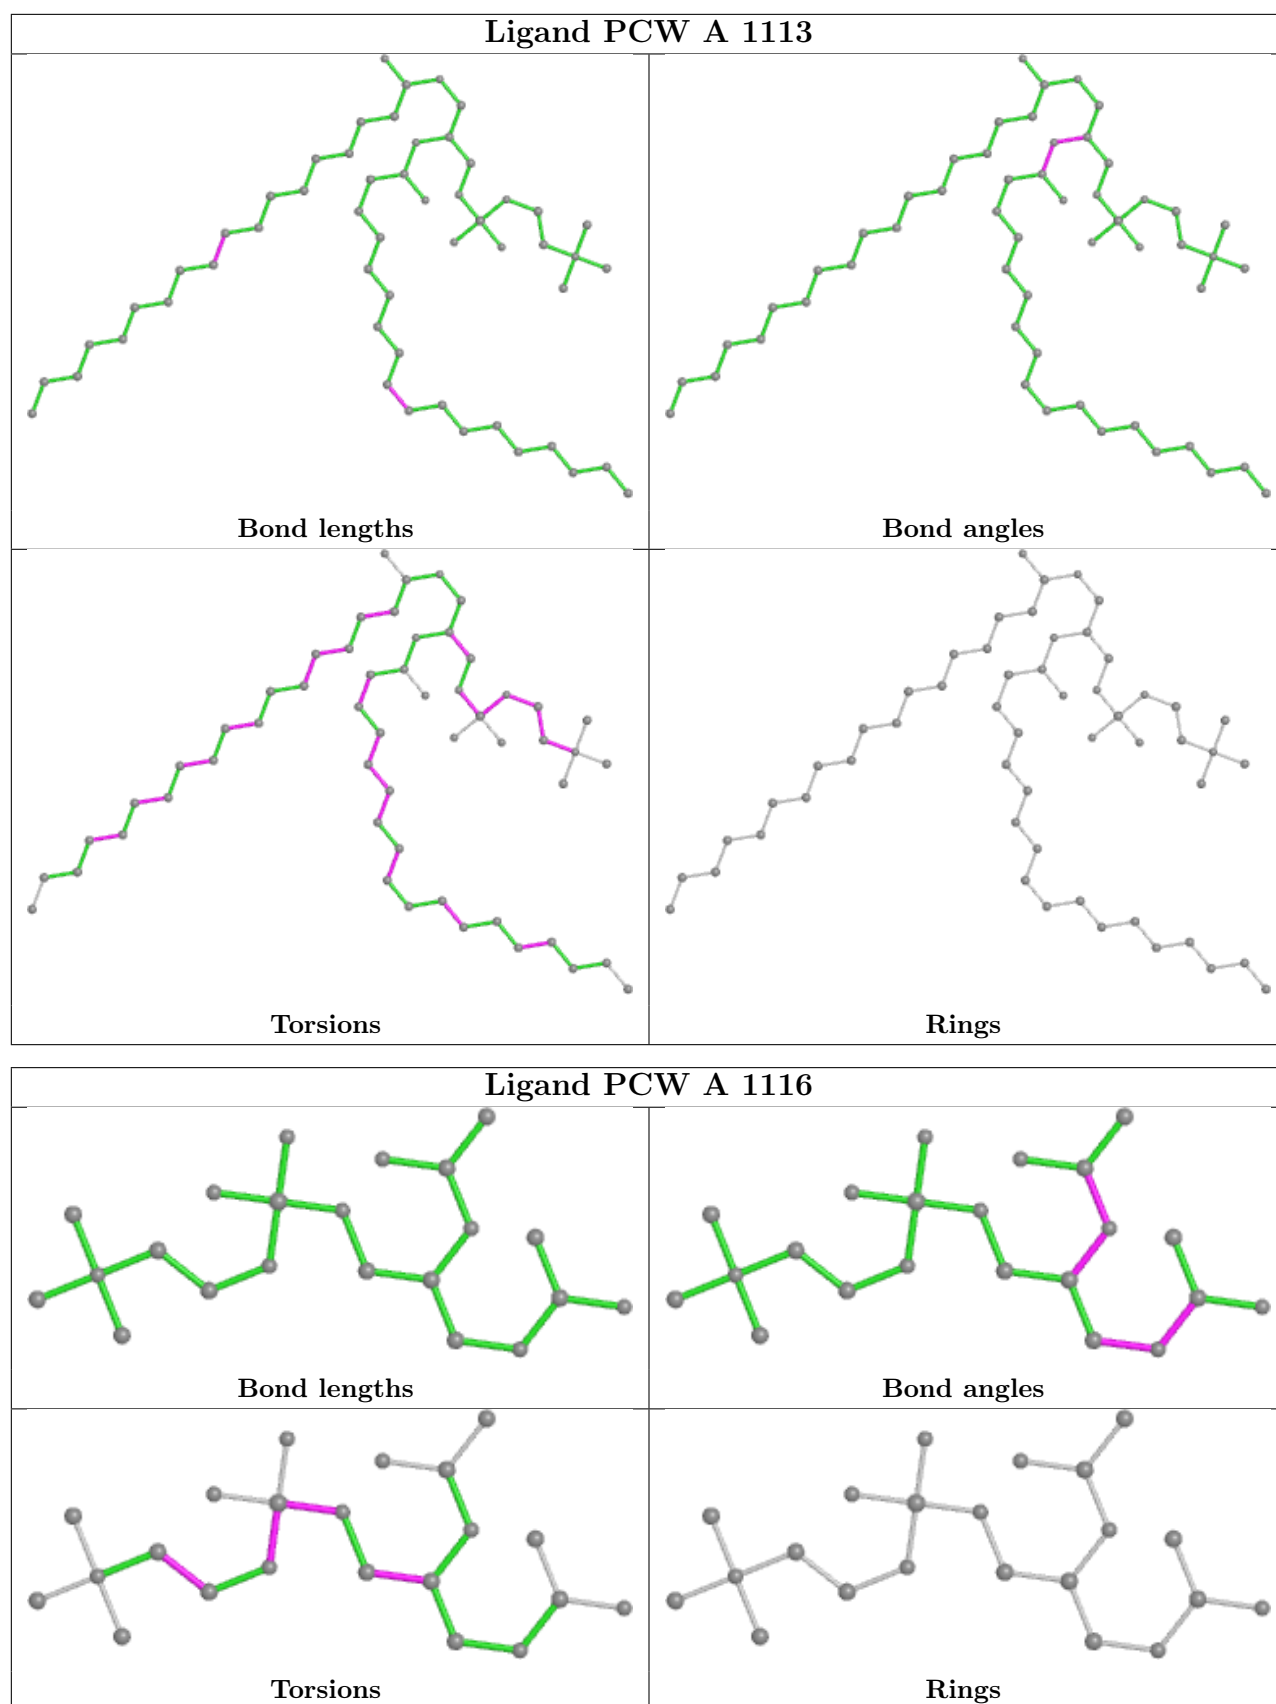 Ligand PCW A 1113
Bond lengths
Bond angles
Torsions
Rings
Ligand PCW A 1116
Bond lengths
Bond angles
Torsions
Rings